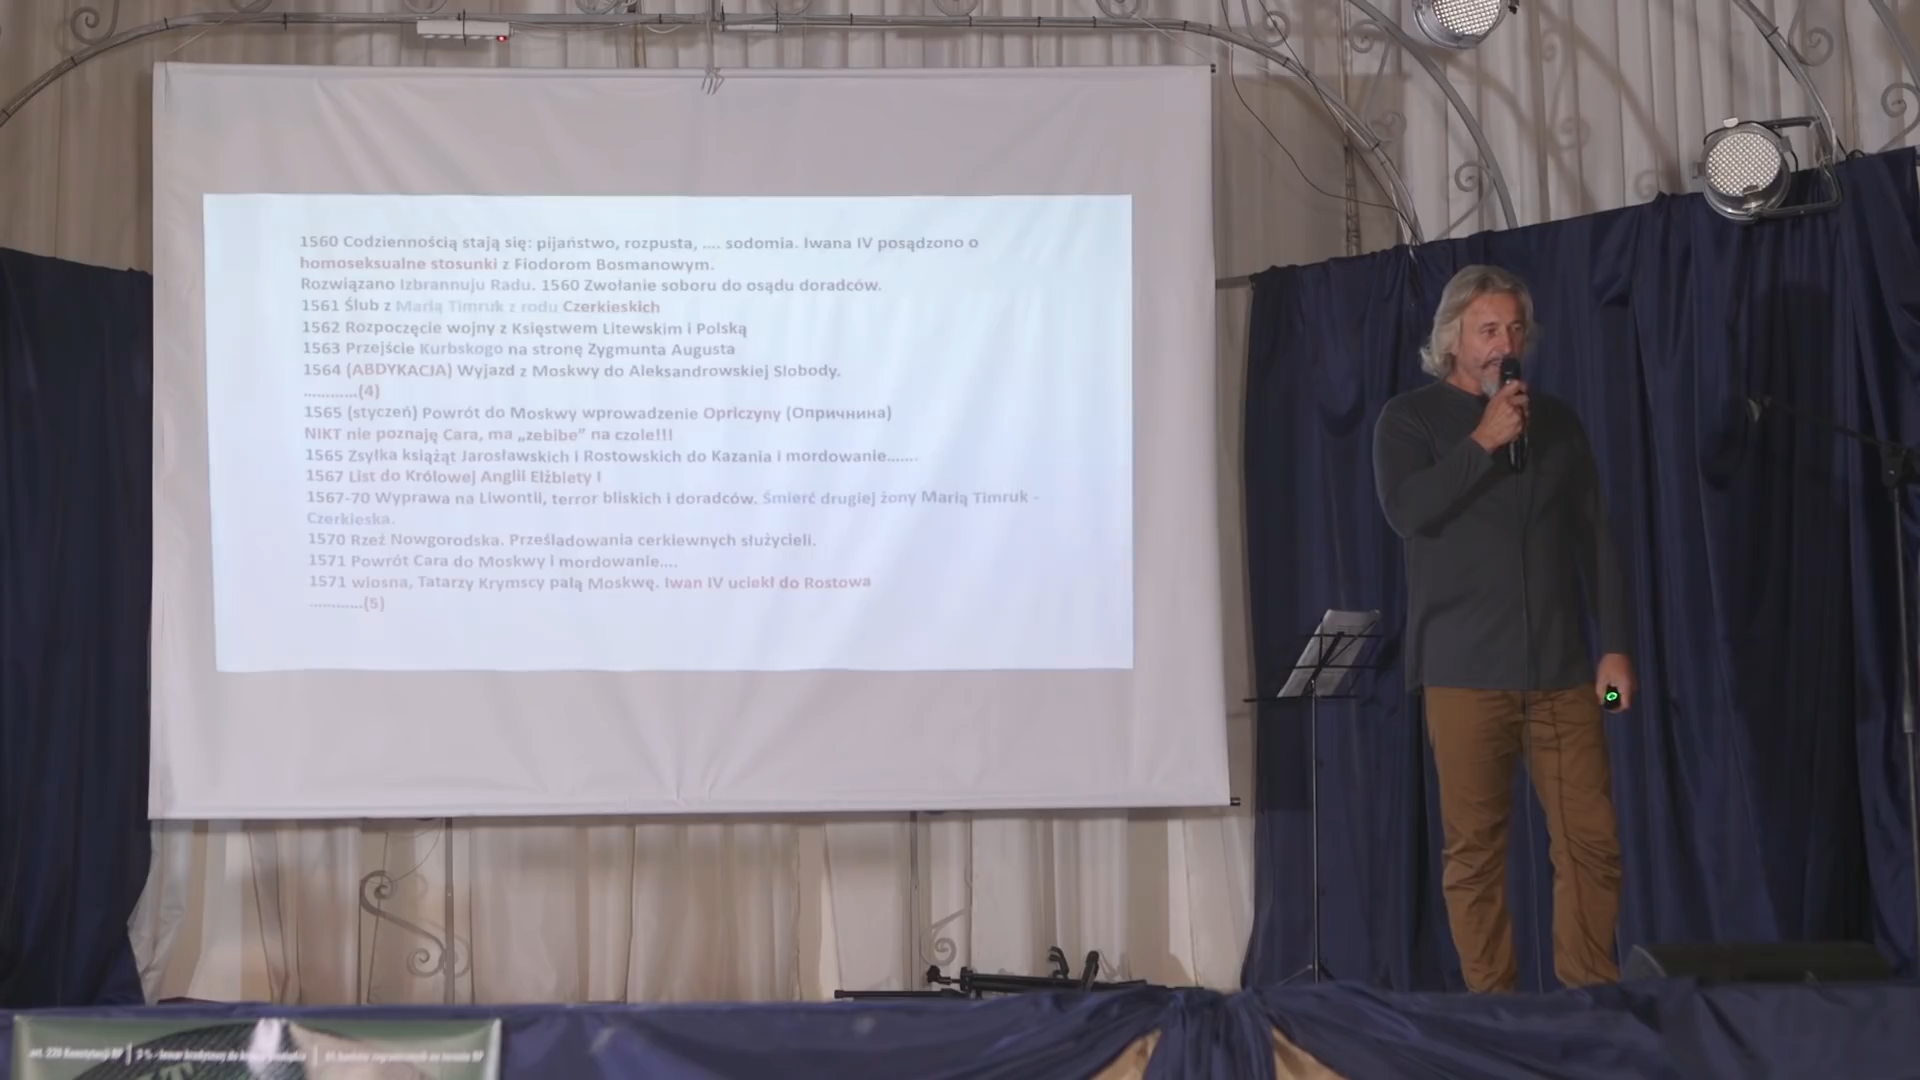 1560 Codziennością stają się: pijaństwo, rozpusta, .... sodomia. Iwana IV posądzono o
homoseksualne stosunki z Fiodorom Bosmanowym.
Rozwiązano Izbrannuju Radu. 1560 Zwołanie soboru do osądu doradców.
1561 Ślub z Marią Timruk z rodu Czerkieskich
1562 Rozpoczęcie wojny z Księstwem Litewskim i Polską
1563 Przejście Kurbskogo na stronę Zygmunta Augusta
1564 (ABDYKACJA) Wyjazd z Moskwy do Aleksandrowskiej Slobody.
............(4)
1565 (styczeń) Powrót do Moskwy wprowadzenie Opriczyny (Опричнина)
NIKT nie poznaję Cara, ma „zebibe” na czole!!!
1565 Zsyłka książąt Jarosławskich i Rostowskich do Kazania i mordowanie.......
1567 List do Królowej Anglii Elżbiety I
1567-70 Wyprawa na Liwontii, terror bliskich i doradców. Śmierć drugiej żony Marią Timruk -
Czerkieska.
1570 Rzeź Nowgorodska. Prześladowania cerkiewnych służycieli.
1571 Powrót Cara do Moskwy i mordowanie....
1571 wiosna, Tatarzy Krymscy palą Moskwę. Iwan IV uciekł do Rostowa
............(5)
art. 220 Konstytucji RP